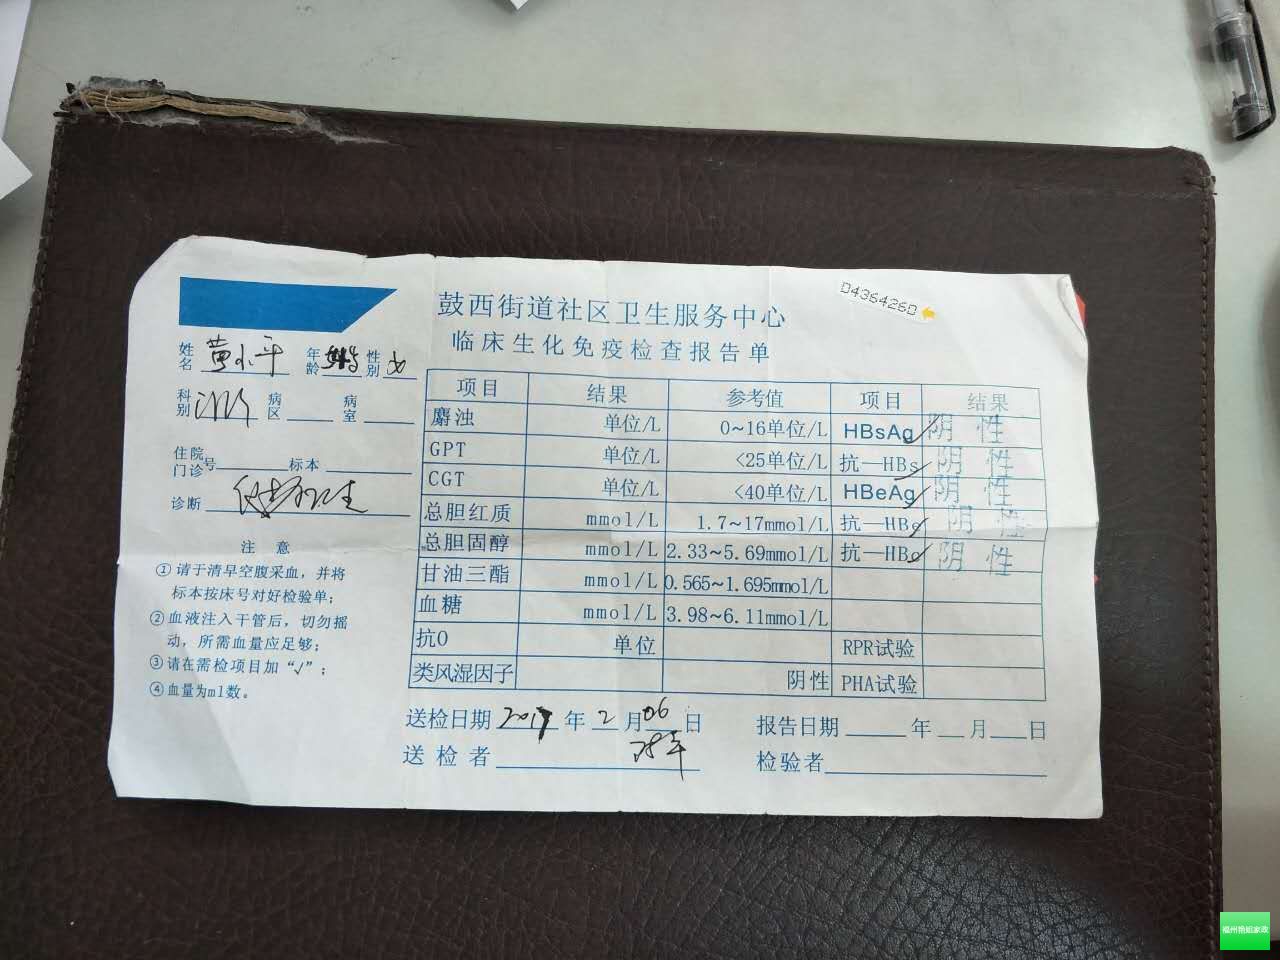 D436426D
鼓西街道社区卫生服务中心
临床生化免疫检查报告单
姓名 黄水平 年龄 性别 女
科别 病区 病室
住院门诊号 标本
诊断
注 意
①请于清早空腹采血，并将
标本按床号对好检验单；
②血液注入干管后，切勿摇
动，所需血量应足够；
③请在需检项目加“√”；
④血量为ml数。
项目 结果 参考值 项目 结果
麝浊 单位/L 0~16单位/L HBsAg 阴性
GPT 单位/L <25单位/L 抗—HBs 阴性
CGT 单位/L <40单位/L HBeAg 阴性
总胆红质 mmol/L 1.7~17mmol/L 抗—HBe 阴性
总胆固醇 mmol/L 2.33~5.69mmol/L 抗—HBc 阴性
甘油三酯 mmol/L 0.565~1.695mmol/L
血糖 mmol/L 3.98~6.11mmol/L
抗O 单位 RPR试验
类风湿因子 阴性 PHA试验
送检日期 2017 年 2 月 06 日 报告日期 年 月 日
送检者 检验者
福州艳姐家政